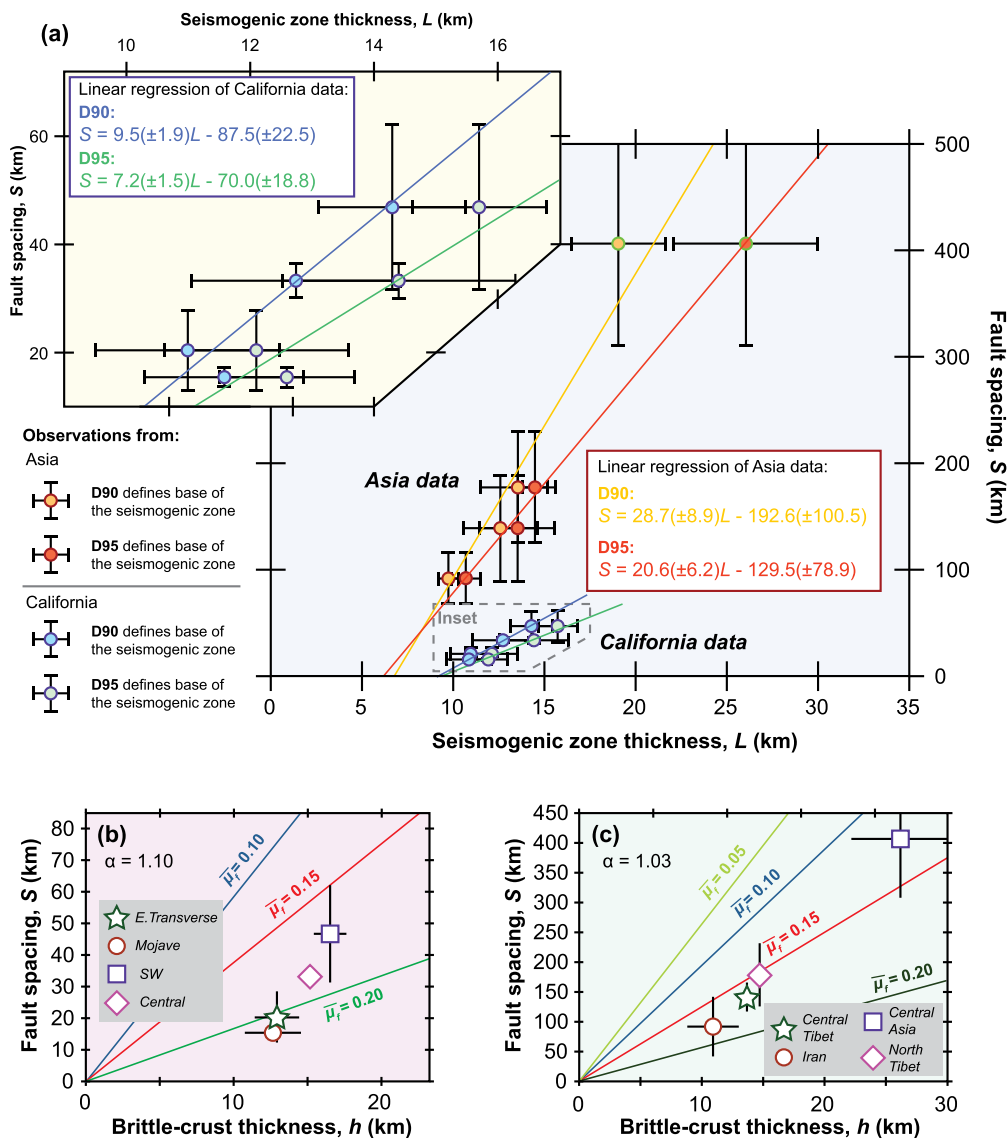 (a)
Seismogenic zone thickness, L (km)
10 12 14 16
Linear regression of California data:
D90:
S = 9.5(±1.9)L - 87.5(±22.5)
D95:
S = 7.2(±1.5)L - 70.0(±18.8)
Fault spacing, S (km)
60
40
20
500
400
300
200
100
0
Fault spacing, S (km)
Asia data
Linear regression of Asia data:
D90:
S = 28.7(±8.9)L - 192.6(±100.5)
D95:
S = 20.6(±6.2)L - 129.5(±78.9)
Inset
California data
0 5 10 15 20 25 30 35
Seismogenic zone thickness, L (km)
Observations from:
Asia
D90 defines base of
the seismogenic zone
D95 defines base of
the seismogenic zone
California
D90 defines base of
the seismogenic zone
D95 defines base of
the seismogenic zone
(b)
α = 1.10
80
70
60
50
40
30
20
10
0
Fault spacing, S (km)
μ̅f = 0.10
μ̅f = 0.15
μ̅f = 0.20
E.Transverse
Mojave
SW
Central
0 10 20
Brittle-crust thickness, h (km)
(c)
α = 1.03
450
400
350
300
250
200
150
100
50
0
Fault spacing, S (km)
μ̅f = 0.05
μ̅f = 0.10
μ̅f = 0.15
μ̅f = 0.20
Central
Tibet
Iran
Central
Asia
North
Tibet
0 10 20 30
Brittle-crust thickness, h (km)